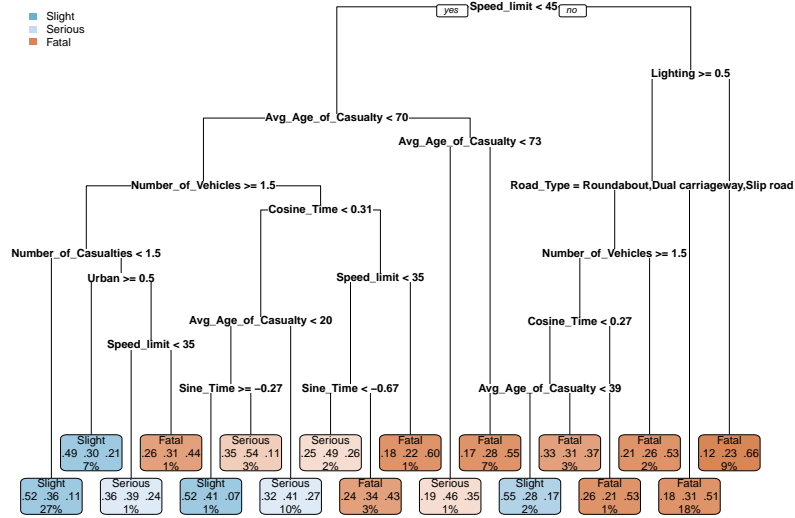 Slight
Serious
Fatal
yes Speed_limit < 45 no
Lighting >= 0.5
Avg_Age_of_Casualty < 70
Avg_Age_of_Casualty < 73
Number_of_Vehicles >= 1.5
Road_Type = Roundabout,Dual carriageway,Slip road
Cosine_Time < 0.31
Number_of_Casualties < 1.5
Number_of_Vehicles >= 1.5
Urban >= 0.5
Speed_limit < 35
Avg_Age_of_Casualty < 20
Cosine_Time < 0.27
Speed_limit < 35
Sine_Time >= −0.27
Sine_Time < −0.67
Avg_Age_of_Casualty < 39
Slight
.49 .30 .21
7%
Fatal
.26 .31 .44
1%
Serious
.35 .54 .11
3%
Serious
.25 .49 .26
2%
Fatal
.18 .22 .60
1%
Fatal
.17 .28 .55
7%
Fatal
.33 .31 .37
3%
Fatal
.21 .26 .53
2%
Fatal
.12 .23 .66
9%
Slight
.52 .36 .11
27%
Serious
.36 .39 .24
1%
Slight
.52 .41 .07
1%
Serious
.32 .41 .27
10%
Fatal
.24 .34 .43
3%
Serious
.19 .46 .35
1%
Slight
.55 .28 .17
2%
Fatal
.26 .21 .53
1%
Fatal
.18 .31 .51
18%